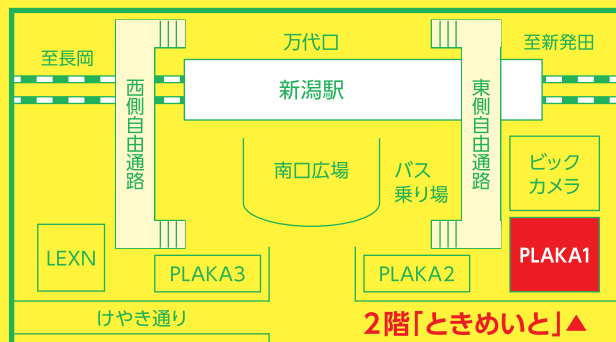 万代口
至長岡
至新発田
新潟駅
西側自由通路
東側自由通路
南口広場
バス
乗り場
ビック
カメラ
LEXN
PLAKA3
PLAKA2
PLAKA1
けやき通り
2階「ときめいと」▲